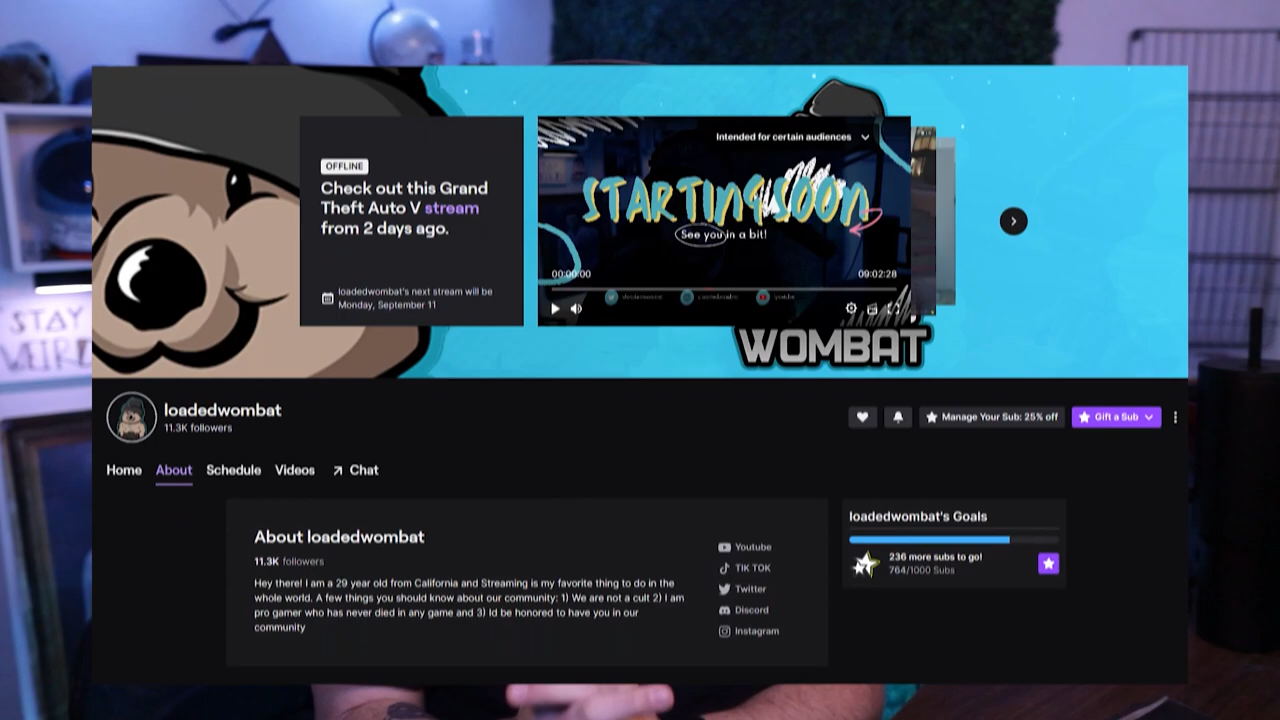 STAY
WEIRD
OFFLINE
Check out this Grand
Theft Auto V stream
from 2 days ago.
loadedwombat's next stream will be
Monday, September 11
Intended for certain audiences
STARTING SOON
See you in a bit!
00:00:00
09:02:28
WOMBAT
loadedwombat
11.3K followers
Manage Your Sub: 25% off
Gift a Sub
Home
About
Schedule
Videos
Chat
About loadedwombat
11.3K followers
Hey there! I am a 29 year old from California and Streaming is my favorite thing to do in the
whole world. A few things you should know about our community: 1) We are not a cult 2) I am
pro gamer who has never died in any game and 3) Id be honored to have you in our
community
Youtube
TIK TOK
Twitter
Discord
Instagram
loadedwombat's Goals
236 more subs to go!
764/1000 Subs